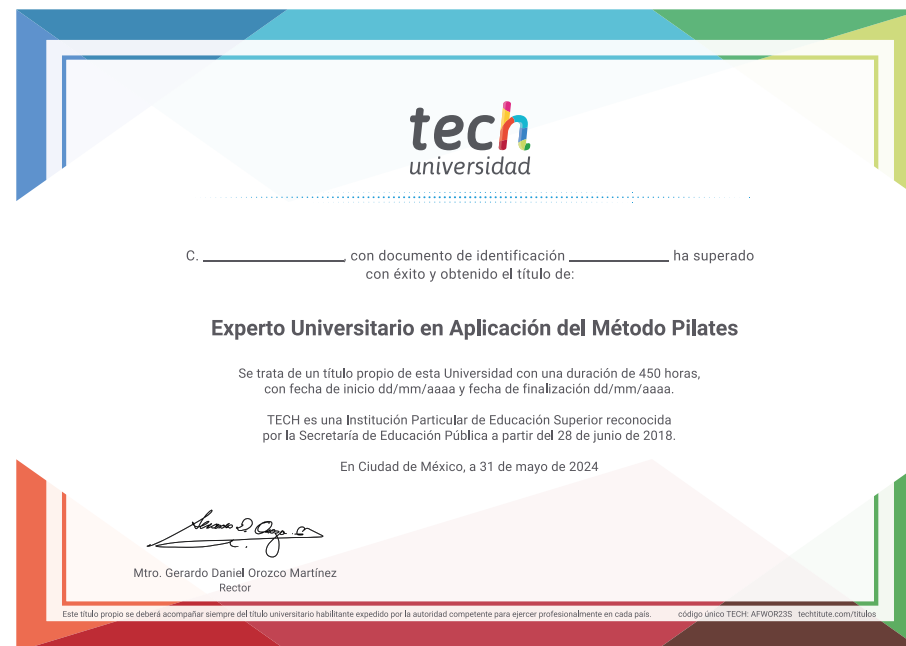 tech
universidad
C. ____________, con documento de identificación ____________ ha superado
con éxito y obtenido el título de:
Experto Universitario en Aplicación del Método Pilates
Se trata de un título propio de esta Universidad con una duración de 450 horas,
con fecha de inicio dd/mm/aaaa y fecha de finalización dd/mm/aaaa.
TECH es una Institución Particular de Educación Superior reconocida
por la Secretaría de Educación Pública a partir del 28 de junio de 2018.
En Ciudad de México, a 31 de mayo de 2024
Mtro. Gerardo Daniel Orozco Martínez
Rector
Este título propio se deberá acompañar siempre del título universitario habilitante expedido por la autoridad competente para ejercer profesionalmente en cada país. código único TECH: AFWOR23S techtitute.com/titulos